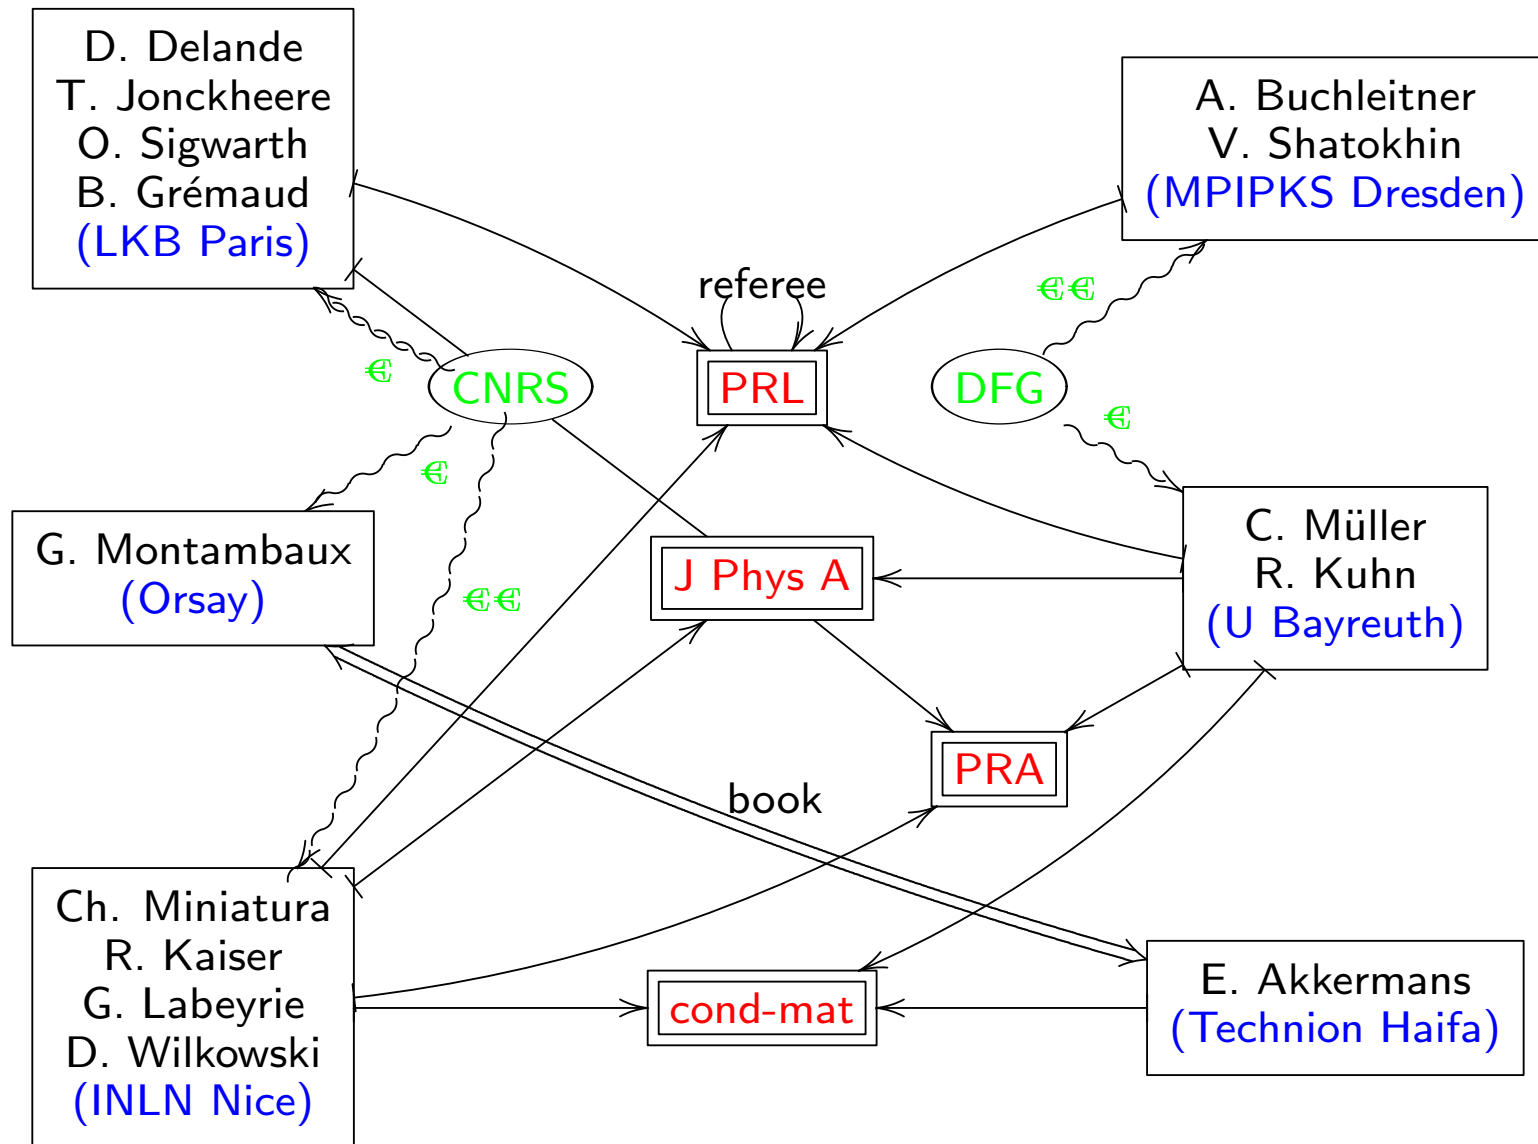 D. Delande
T. Jonckheere
O. Sigwarth
B. Grémaud
(LKB Paris)
A. Buchleitner
V. Shatokhin
(MPIPKS Dresden)
referee
€€
€
CNRS
PRL
DFG
€
€
G. Montambaux
(Orsay)
€€
J Phys A
C. Müller
R. Kuhn
(U Bayreuth)
PRA
book
Ch. Miniatura
R. Kaiser
G. Labeyrie
D. Wilkowski
(INLN Nice)
cond-mat
E. Akkermans
(Technion Haifa)